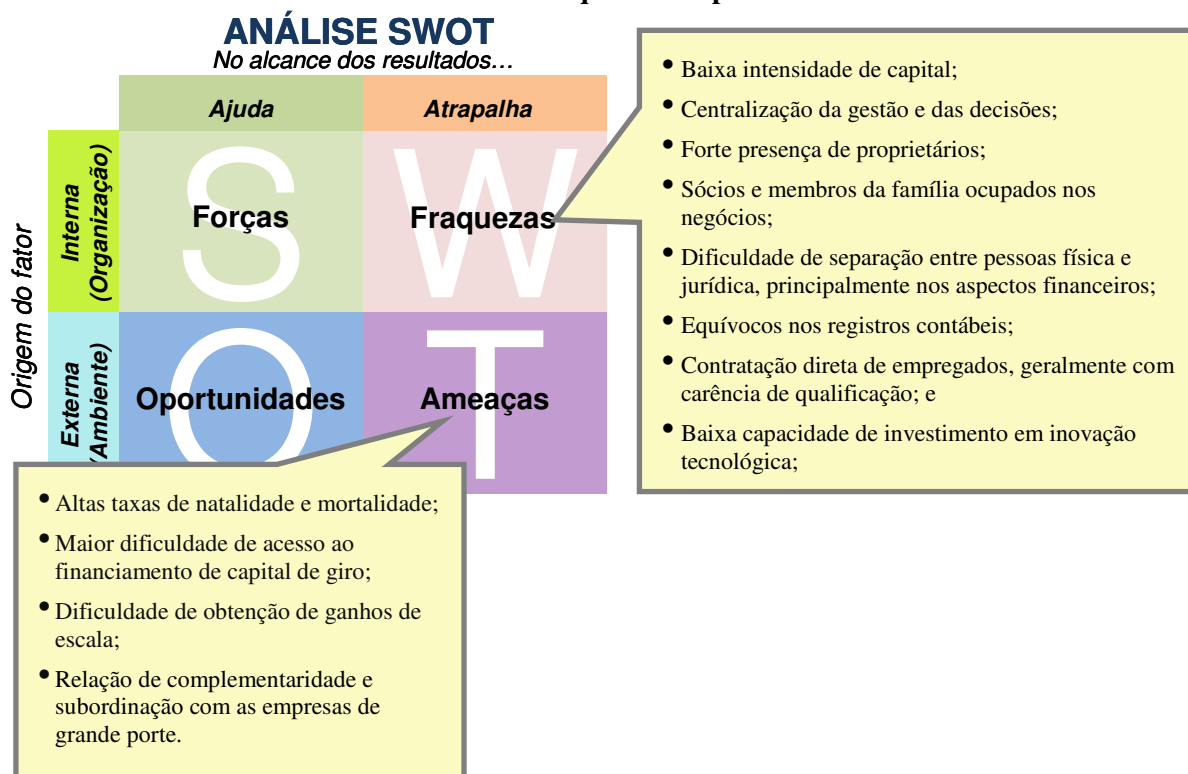 ANÁLISE SWOT
No alcance dos resultados…
Ajuda
Atrapalha
Origem do fator
Interna
(Organização)
S
Forças
W
Fraquezas
Externa
(Ambiente)
O
Oportunidades
T
Ameaças
• Baixa intensidade de capital;
• Centralização da gestão e das decisões;
• Forte presença de proprietários;
• Sócios e membros da família ocupados nos
negócios;
• Dificuldade de separação entre pessoas física e
jurídica, principalmente nos aspectos financeiros;
• Equívocos nos registros contábeis;
• Contratação direta de empregados, geralmente com
carência de qualificação; e
• Baixa capacidade de investimento em inovação
tecnológica;
• Altas taxas de natalidade e mortalidade;
• Maior dificuldade de acesso ao
financiamento de capital de giro;
• Dificuldade de obtenção de ganhos de
escala;
• Relação de complementaridade e
subordinação com as empresas de
grande porte.